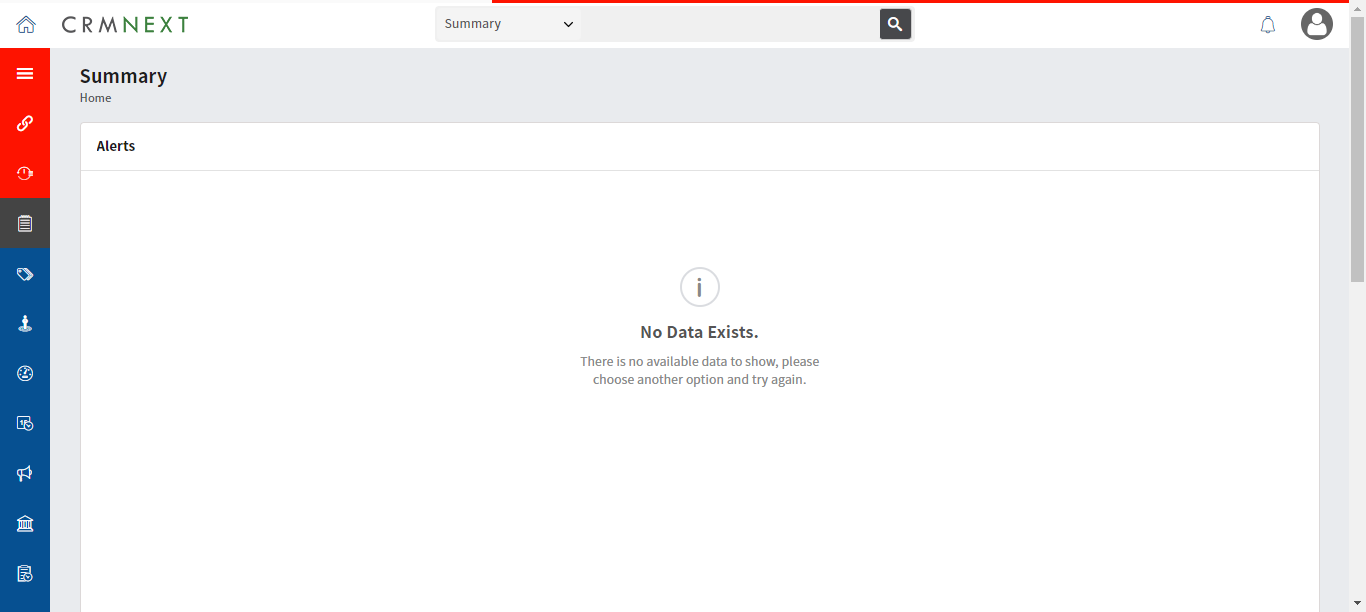 CRMNEXT
Summary
Summary
Home
Alerts
No Data Exists.
There is no available data to show, please
choose another option and try again.